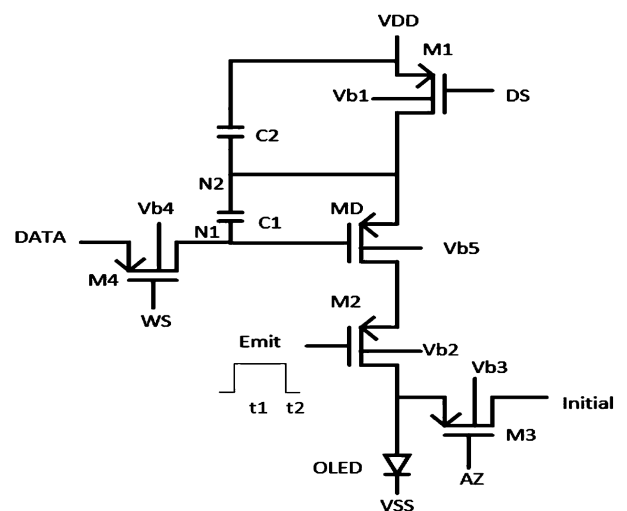 VDD
M1
Vb1
DS
C2
N2
Vb4
C1
MD
DATA
N1
Vb5
M4
M2
WS
Emit
Vb2
Vb3
t1 t2
Initial
M3
OLED
AZ
VSS